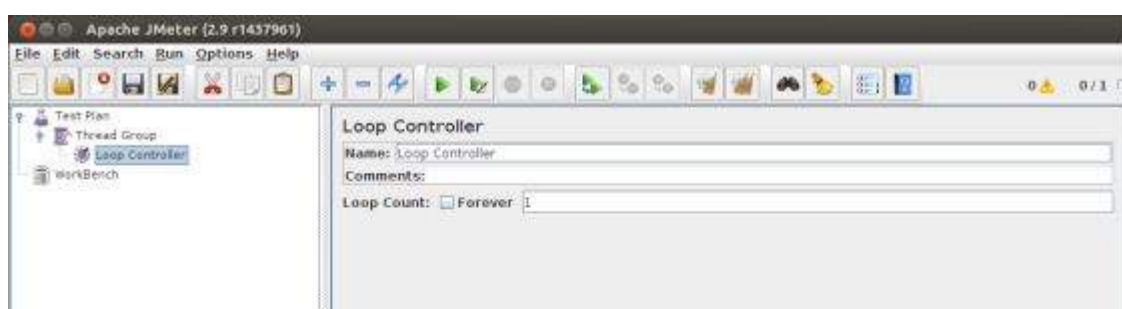 Apache JMeter (2.9 r1437961)
File Edit Search Run Options Help
0 0/1
Test Plan
Thread Group
Loop Controller
WorkBench
Loop Controller
Name: Loop Controller
Comments:
Loop Count: Forever 1